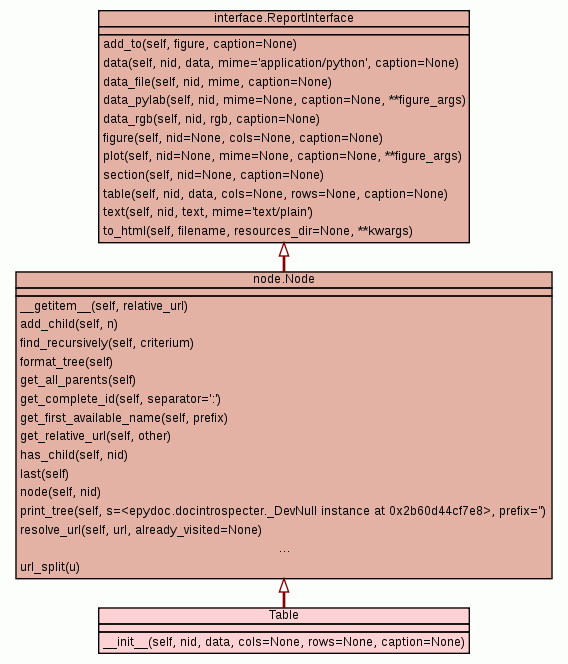 interface.ReportInterface
add_to(self, figure, caption=None)
data(self, nid, data, mime='application/python', caption=None)
data_file(self, nid, mime, caption=None)
data_pylab(self, nid, mime=None, caption=None, **figure_args)
data_rgb(self, nid, rgb, caption=None)
figure(self, nid=None, cols=None, caption=None)
plot(self, nid=None, mime=None, caption=None, **figure_args)
section(self, nid=None, caption=None)
table(self, nid, data, cols=None, rows=None, caption=None)
text(self, nid, text, mime='text/plain')
to_html(self, filename, resources_dir=None, **kwargs)
node.Node
__getitem__(self, relative_url)
add_child(self, n)
find_recursively(self, criterium)
format_tree(self)
get_all_parents(self)
get_complete_id(self, separator=':')
get_first_available_name(self, prefix)
get_relative_url(self, other)
has_child(self, nid)
last(self)
node(self, nid)
print_tree(self, s=<epydoc.docintrospecter._DevNull instance at 0x2b60d44cf7e8>, prefix='')
resolve_url(self, url, already_visited=None)
...
url_split(u)
Table
__init__(self, nid, data, cols=None, rows=None, caption=None)